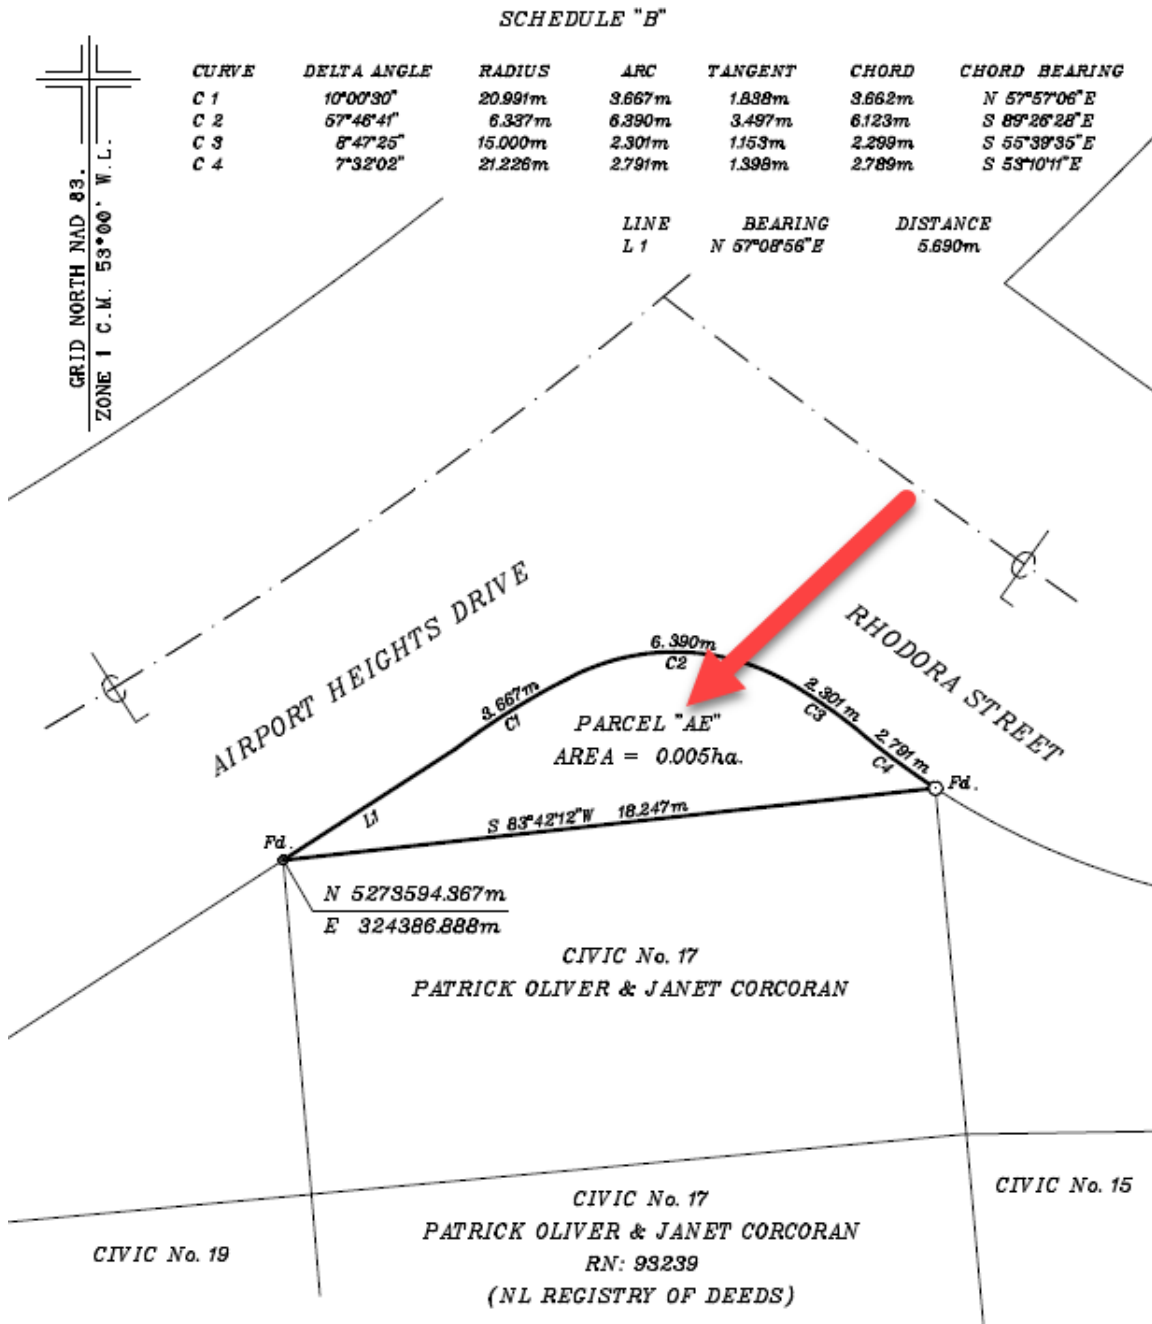 SCHEDULE "B"
CURVE DELTA ANGLE RADIUS ARC TANGENT CHORD CHORD BEARING
C 1 10°00'30" 20.991m 3.667m 1.838m 3.662m N 57°57'06"E
C 2 57°46'41" 6.337m 6.390m 3.497m 6.123m S 89°26'28"E
C 3 8°47'25" 15.000m 2.301m 1.153m 2.299m S 55°39'35"E
C 4 7°32'02" 21.226m 2.791m 1.398m 2.789m S 53°10'11"E
LINE BEARING DISTANCE
L 1 N 57°08'56"E 5.690m
GRID NORTH NAD 83.
ZONE 1 C.M. 53°00' W.L.
AIRPORT HEIGHTS DRIVE
RHODORA STREET
6.390m
C2
3.667m
C1
2.301m
C3
2.791m
C4
PARCEL "AE"
AREA = 0.005ha.
L1
S 83°42'12"W 18.247m
Fd.
Fd.
N 5273594.367m
E 324386.888m
CIVIC No. 17
PATRICK OLIVER & JANET CORCORAN
CIVIC No. 15
CIVIC No. 19
CIVIC No. 17
PATRICK OLIVER & JANET CORCORAN
RN: 93239
(NL REGISTRY OF DEEDS)